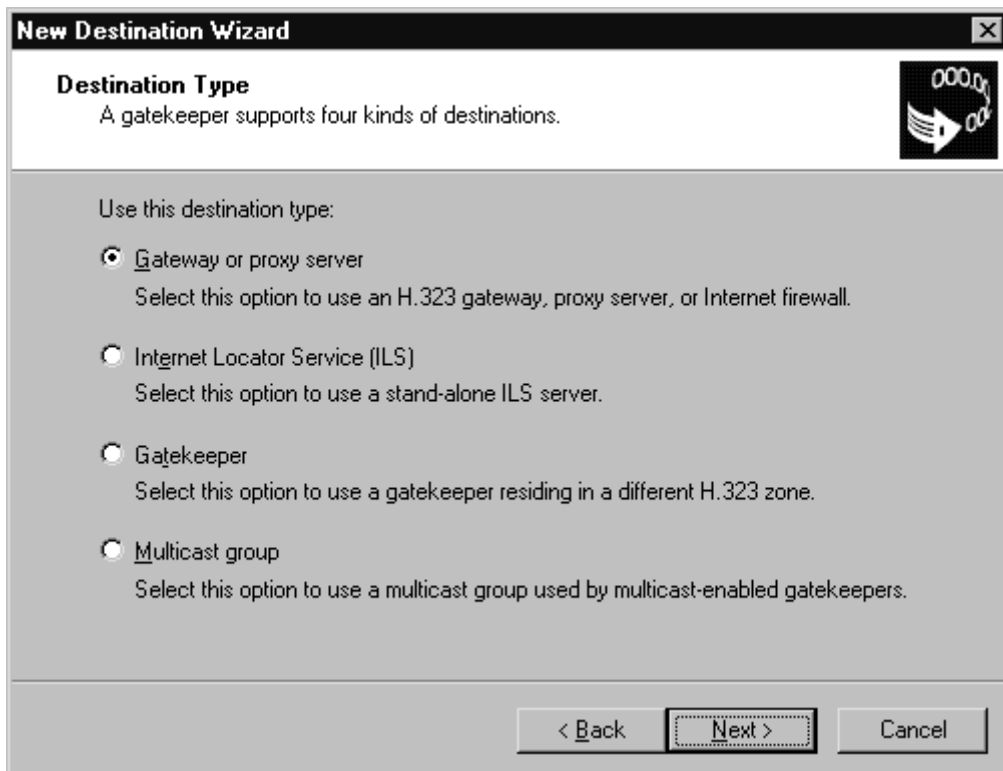 New Destination Wizard
Destination Type
A gatekeeper supports four kinds of destinations.
000.00
00
Use this destination type:
Gateway or proxy server
Select this option to use an H.323 gateway, proxy server, or Internet firewall.
Internet Locator Service (ILS)
Select this option to use a stand-alone ILS server.
Gatekeeper
Select this option to use a gatekeeper residing in a different H.323 zone.
Multicast group
Select this option to use a multicast group used by multicast-enabled gatekeepers.
< Back Next > Cancel